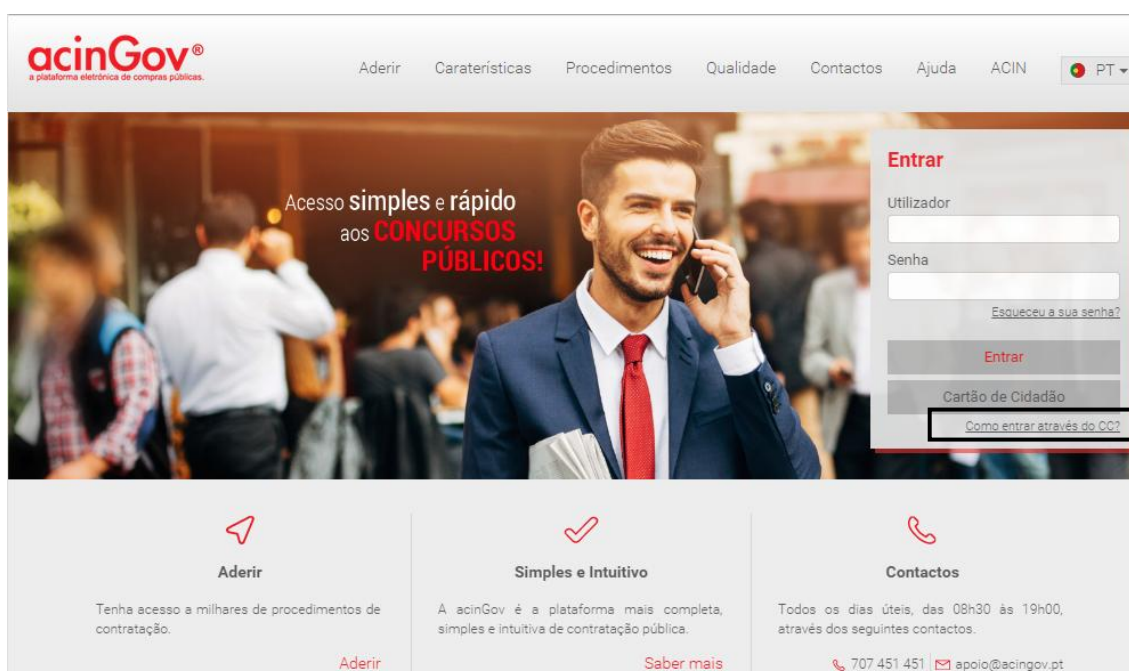 acinGov®
a plataforma eletrónica de compras públicas.
Aderir Caraterísticas Procedimentos Qualidade Contactos Ajuda ACIN PT
Acesso simples e rápido
aos CONCURSOS
PÚBLICOS!
Entrar
Utilizador
Senha
Esqueceu a sua senha?
Entrar
Cartão de Cidadão
Como entrar através do CC?
Aderir
Tenha acesso a milhares de procedimentos de
contratação.
Aderir
Simples e Intuitivo
A acinGov é a plataforma mais completa,
simples e intuitiva de contratação pública.
Saber mais
Contactos
Todos os dias úteis, das 08h30 às 19h00,
através dos seguintes contactos.
707 451 451 apoio@acingov.pt